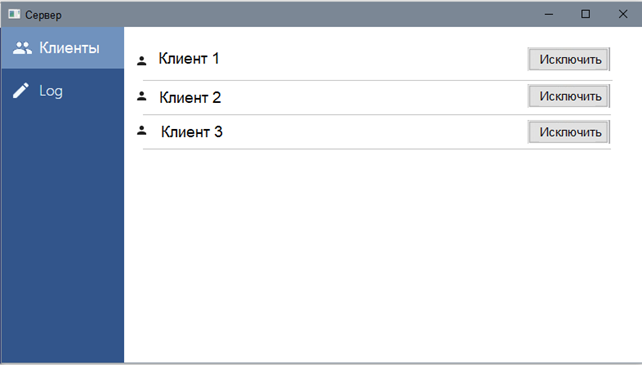 Сервер
Клиенты
Log
Клиент 1 Исключить
Клиент 2 Исключить
Клиент 3 Исключить